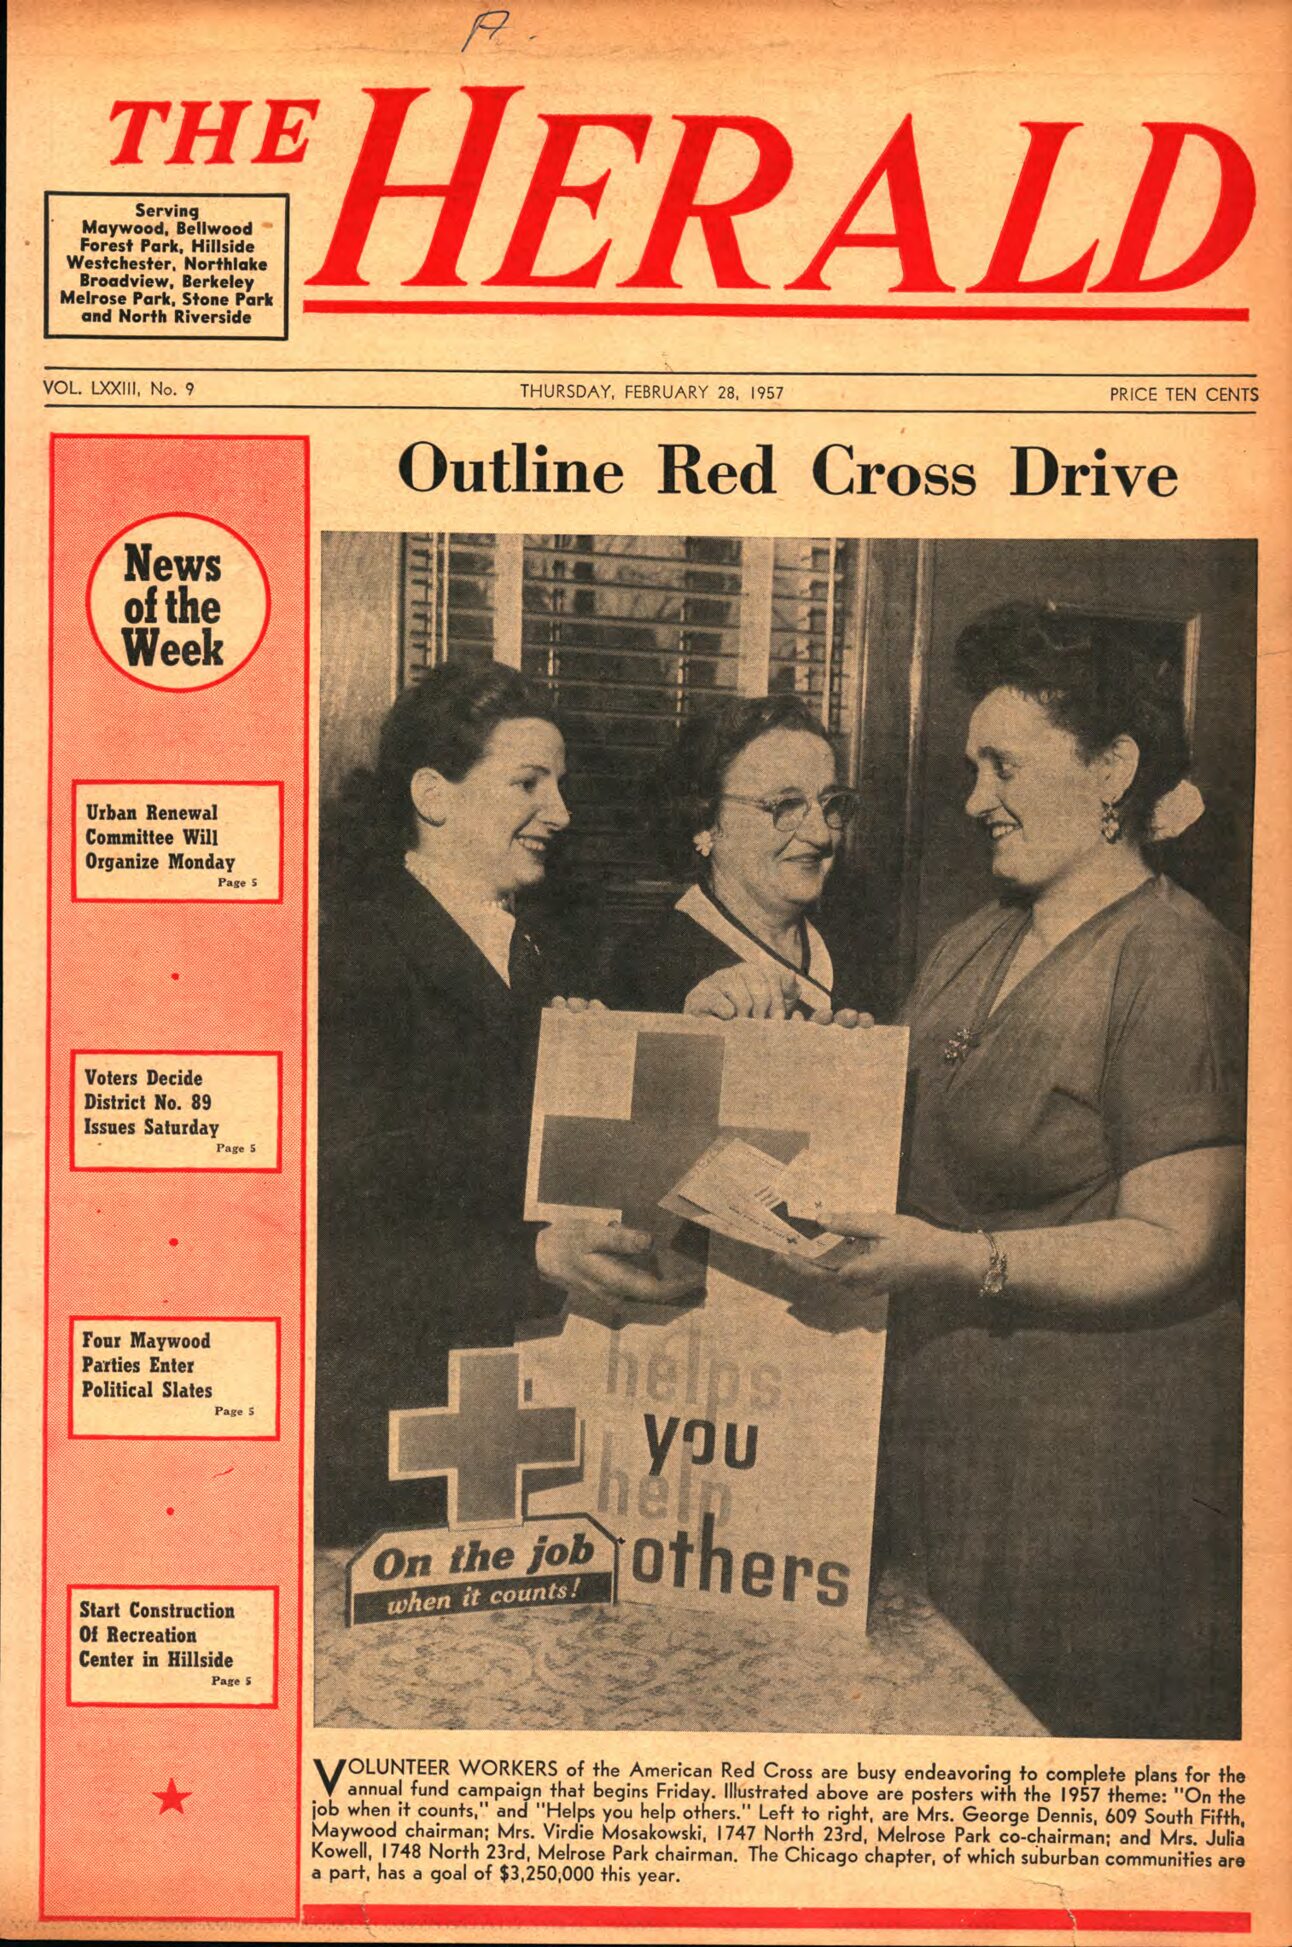 A.
THE HERALD
Serving
Maywood, Bellwood
Forest Park, Hillside
Westchester, Northlake
Broadview, Berkeley
Melrose Park, Stone Park
and North Riverside
VOL. LXXIII, No. 9
THURSDAY, FEBRUARY 28, 1957
PRICE TEN CENTS
News
of the
Week
Urban Renewal
Committee Will
Organize Monday
Page 5
Voters Decide
District No. 89
Issues Saturday
Page 5
Four Maywood
Parties Enter
Political Slates
Page 5
Start Construction
Of Recreation
Center in Hillside
Page 5
Outline Red Cross Drive
helps
you
help
others
On the job
when it counts!
VOLUNTEER WORKERS of the American Red Cross are busy endeavoring to complete plans for the
annual fund campaign that begins Friday. Illustrated above are posters with the 1957 theme: "On the
job when it counts," and "Helps you help others." Left to right, are Mrs. George Dennis, 609 South Fifth,
Maywood chairman; Mrs. Virdie Mosakowski, 1747 North 23rd, Melrose Park co-chairman; and Mrs. Julia
Kowell, 1748 North 23rd, Melrose Park chairman. The Chicago chapter, of which suburban communities are
a part, has a goal of $3,250,000 this year.